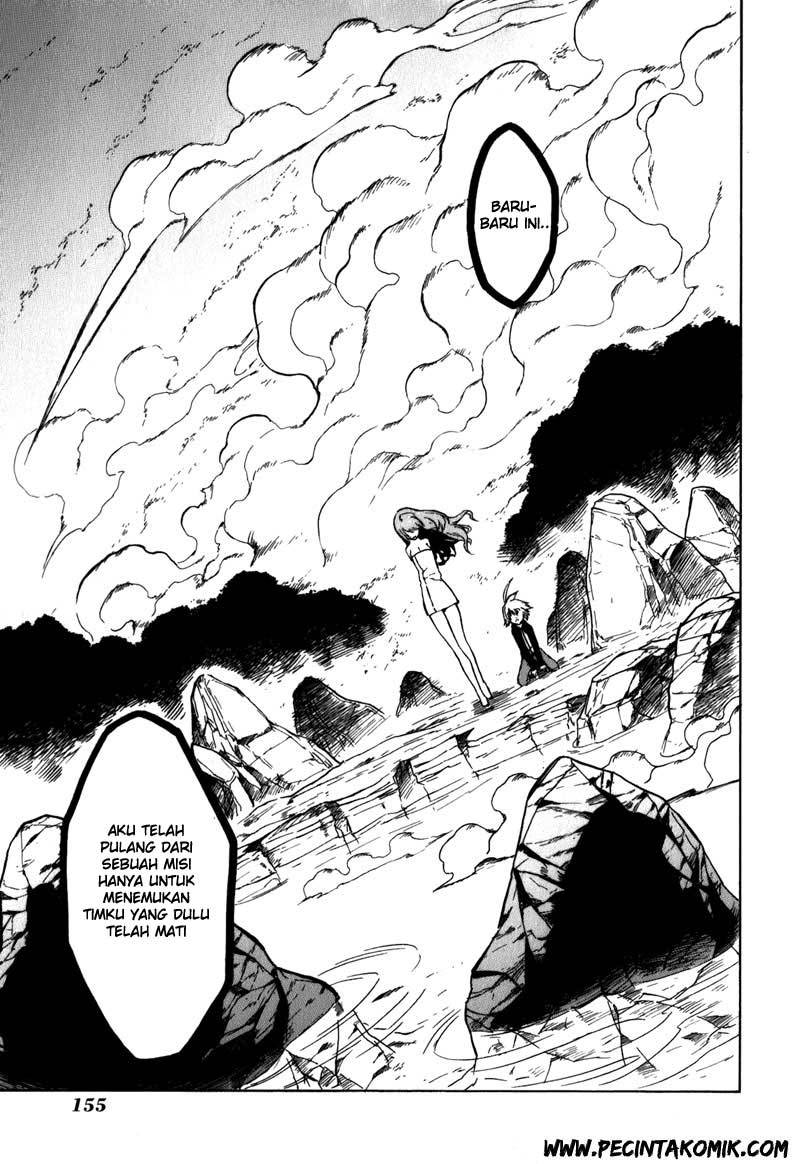 BARU-
BARU INI...
AKU TELAH
PULANG DARI
SEBUAH MISI
HANYA UNTUK
MENEMUKAN
TIMKU YANG DULU
TELAH MATI
155
WWW.PECINTAKOMIK.COM